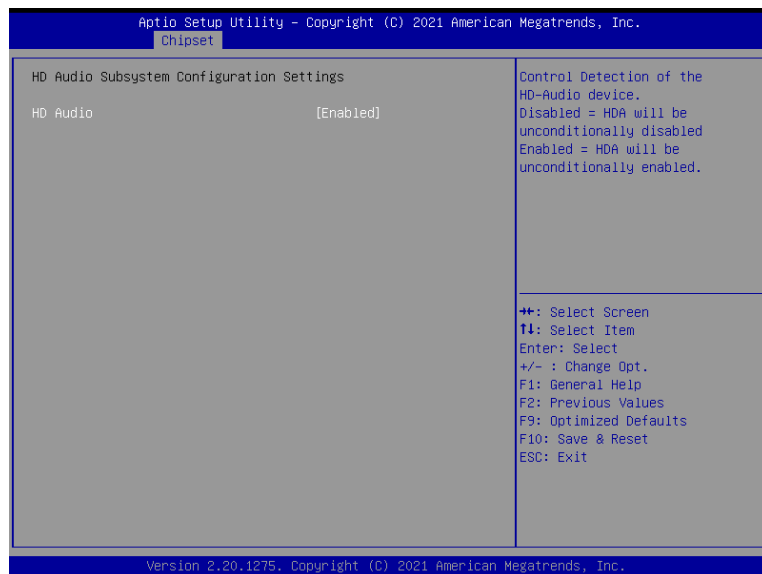 Aptio Setup Utility – Copyright (C) 2021 American Megatrends, Inc.
Chipset
HD Audio Subsystem Configuration Settings
HD Audio [Enabled]
Control Detection of the
HD-Audio device.
Disabled = HDA will be
unconditionally disabled
Enabled = HDA will be
unconditionally enabled.
→←: Select Screen
↑↓: Select Item
Enter: Select
+/- : Change Opt.
F1: General Help
F2: Previous Values
F9: Optimized Defaults
F10: Save & Reset
ESC: Exit
Version 2.20.1275. Copyright (C) 2021 American Megatrends, Inc.